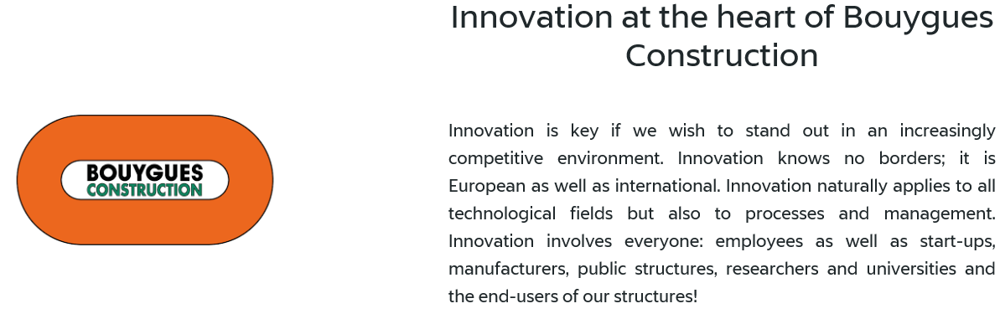 Innovation at the heart of Bouygues
Construction
BOUYGUES
CONSTRUCTION
Innovation is key if we wish to stand out in an increasingly
competitive environment. Innovation knows no borders; it is
European as well as international. Innovation naturally applies to all
technological fields but also to processes and management.
Innovation involves everyone: employees as well as start-ups,
manufacturers, public structures, researchers and universities and
the end-users of our structures!